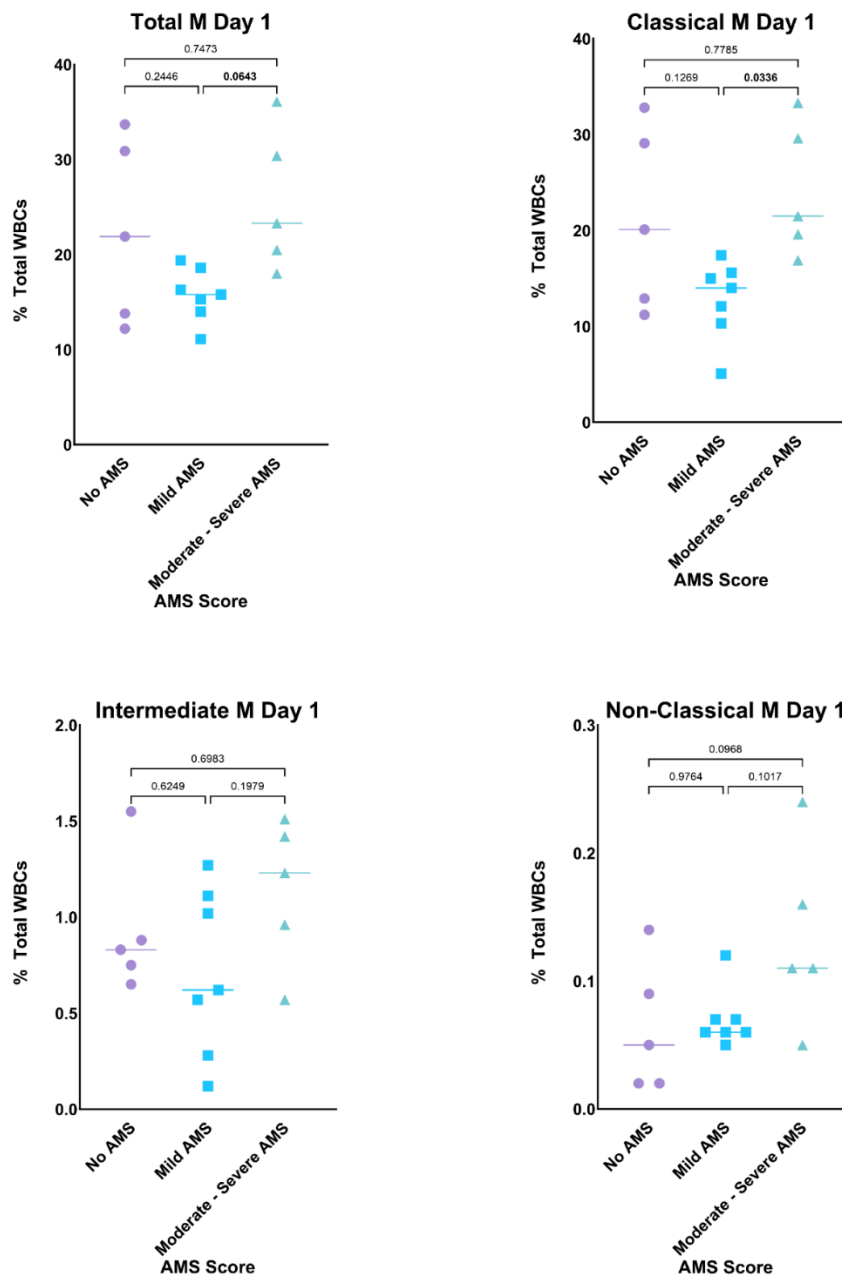 Total M Day 1
0.7473
0.2446
0.0643
40
30
20
10
0
% Total WBCs
No AMS
Mild AMS
Moderate - Severe AMS
AMS Score
Classical M Day 1
0.7785
0.1269
0.0336
40
30
20
10
0
% Total WBCs
No AMS
Mild AMS
Moderate - Severe AMS
AMS Score
Intermediate M Day 1
0.6983
0.6249
0.1979
2.0
1.5
1.0
0.5
0.0
% Total WBCs
No AMS
Mild AMS
Moderate - Severe AMS
AMS Score
Non-Classical M Day 1
0.0968
0.9764
0.1017
0.3
0.2
0.1
0.0
% Total WBCs
No AMS
Mild AMS
Moderate - Severe AMS
AMS Score